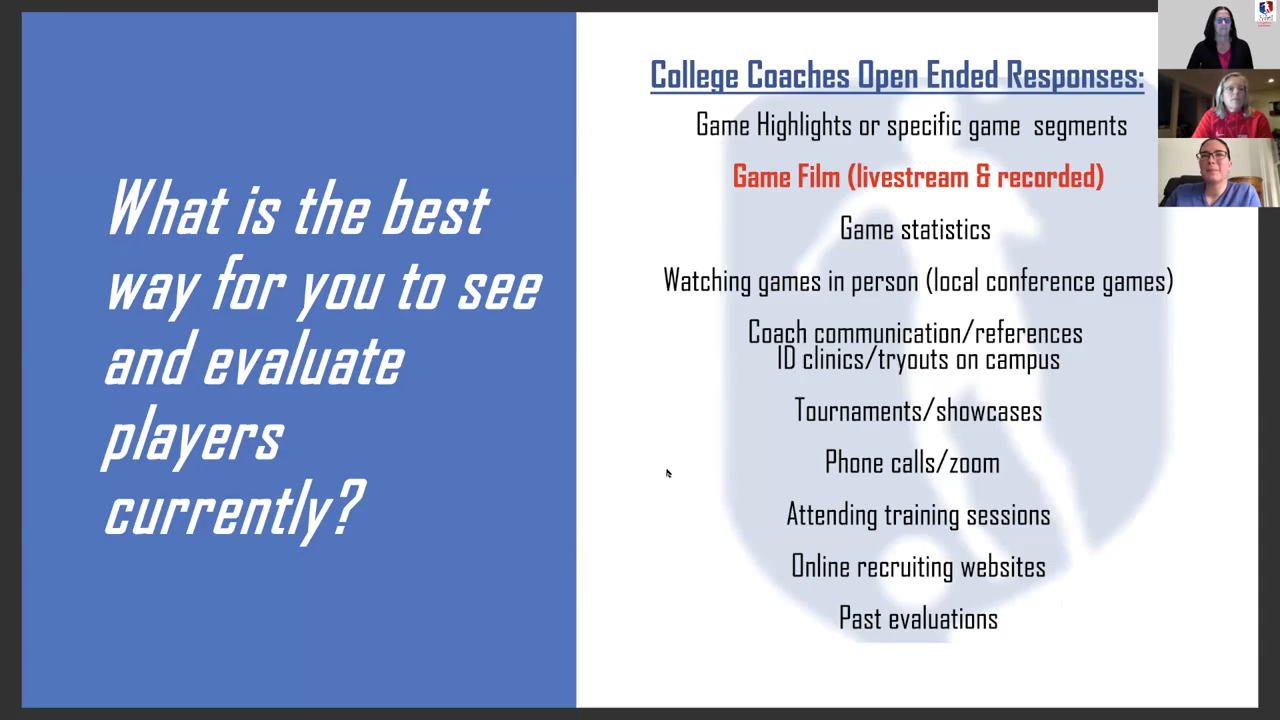 What is the best
way for you to see
and evaluate
players
currently?
College Coaches Open Ended Responses:
Game Highlights or specific game segments
Game Film (livestream & recorded)
Game statistics
Watching games in person (local conference games)
Coach communication/references
ID clinics/tryouts on campus
Tournaments/showcases
Phone calls/zoom
Attending training sessions
Online recruiting websites
Past evaluations